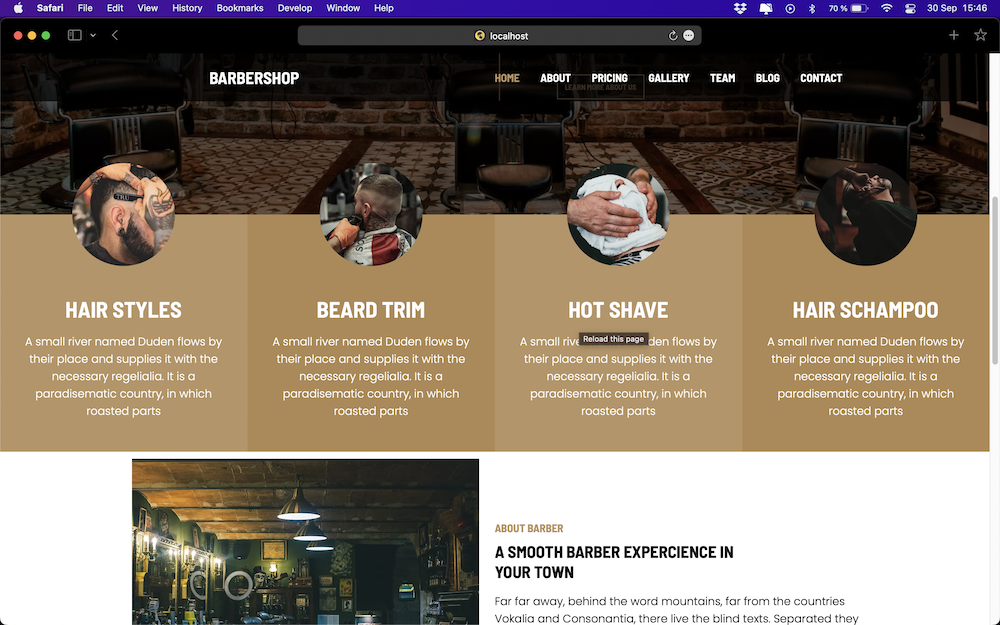 Safari File Edit View History Bookmarks Develop Window Help 70 % 30 Sep 15:46
localhost
BARBERSHOP HOME ABOUT PRICING GALLERY TEAM BLOG CONTACT
LEARN MORE ABOUT US
HAIR STYLES
A small river named Duden flows by
their place and supplies it with the
necessary regelialia. It is a
paradisematic country, in which
roasted parts
BEARD TRIM
A small river named Duden flows by
their place and supplies it with the
necessary regelialia. It is a
paradisematic country, in which
roasted parts
HOT SHAVE
Reload this page
A small den flows by
their place and supplies it with the
necessary regelialia. It is a
paradisematic country, in which
roasted parts
HAIR SCHAMPOO
A small river named Duden flows by
their place and supplies it with the
necessary regelialia. It is a
paradisematic country, in which
roasted parts
ABOUT BARBER
A SMOOTH BARBER EXPERCIENCE IN
YOUR TOWN
Far far away, behind the word mountains, far from the countries
Vokalia and Consonantia, there live the blind texts. Separated they